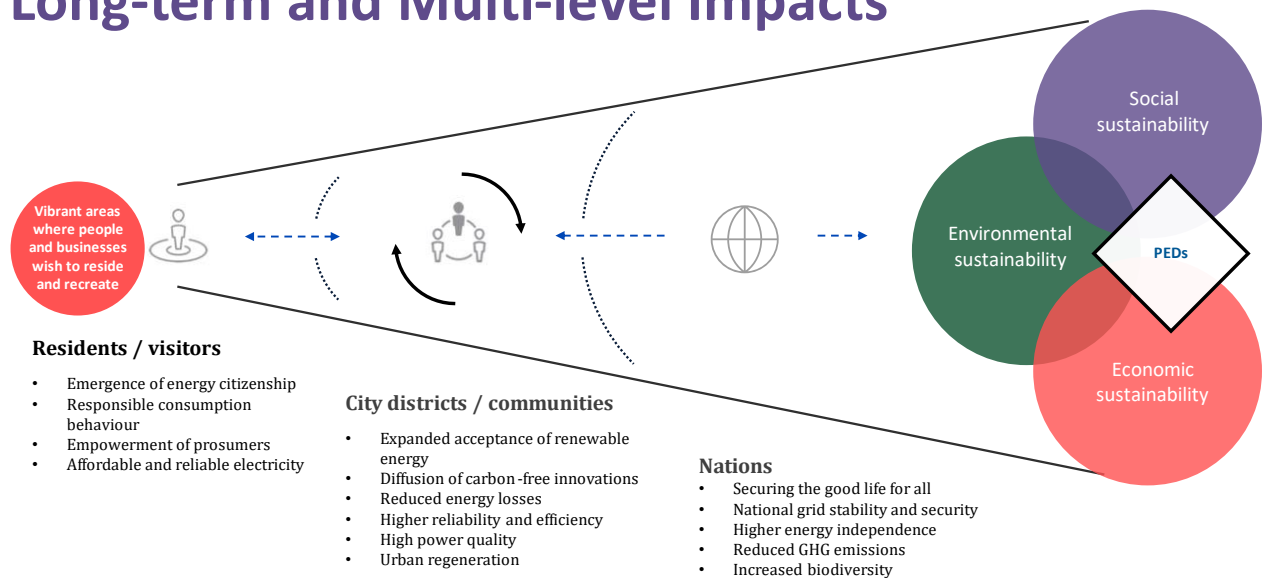 Long-term and Multi-level Impacts
Social
sustainability
Environmental
sustainability
PEDs
Economic
sustainability
Vibrant areas
where people
and businesses
wish to reside
and recreate
Residents / visitors
• Emergence of energy citizenship
• Responsible consumption
behaviour
• Empowerment of prosumers
• Affordable and reliable electricity
City districts / communities
• Expanded acceptance of renewable
energy
• Diffusion of carbon-free innovations
• Reduced energy losses
• Higher reliability and efficiency
• High power quality
• Urban regeneration
Nations
• Securing the good life for all
• National grid stability and security
• Higher energy independence
• Reduced GHG emissions
• Increased biodiversity